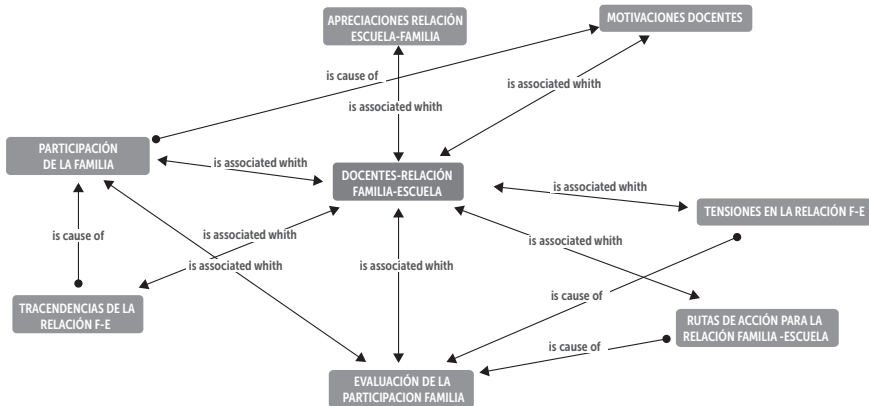 APRECIACIONES RELACIÓN
ESCUELA-FAMILIA
MOTIVACIONES DOCENTES
is cause of
is associated whith
is associated whith
PARTICIPACIÓN
DE LA FAMILIA
is associated whith
DOCENTES-RELACIÓN
FAMILIA-ESCUELA
is associated whith
TENSIONES EN LA RELACIÓN F-E
is cause of
is associated whith
is associated whith
is associated whith
is associated whith
is cause of
TRACENDENCIAS DE LA
RELACIÓN F-E
RUTAS DE ACCIÓN PARA LA
RELACIÓN FAMILIA -ESCUELA
is cause of
EVALUACIÓN DE LA
PARTICIPACION FAMILIA